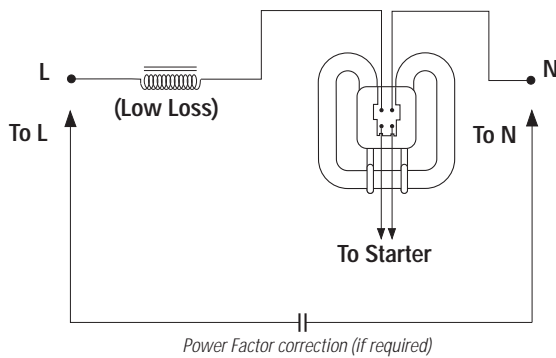 L
N
(Low Loss)
To L
To N
To Starter
Power Factor correction (if required)